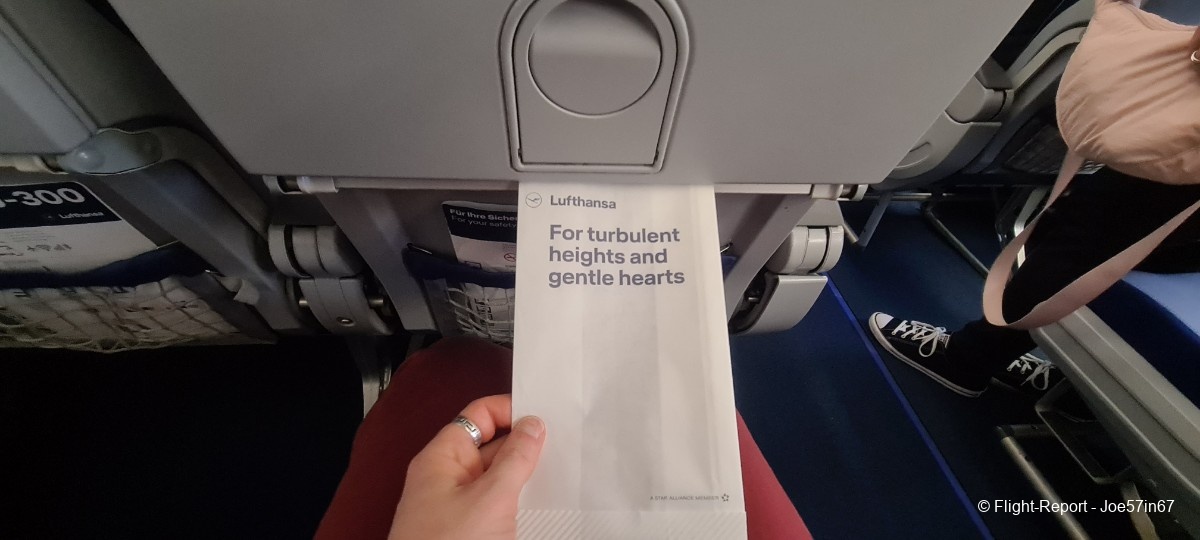 -300
Lufthansa
Für Ihre Sicher
For your safety
Lufthansa
For turbulent
heights and
gentle hearts
A STAR ALLIANCE MEMBER
© Flight-Report - Joe57in67